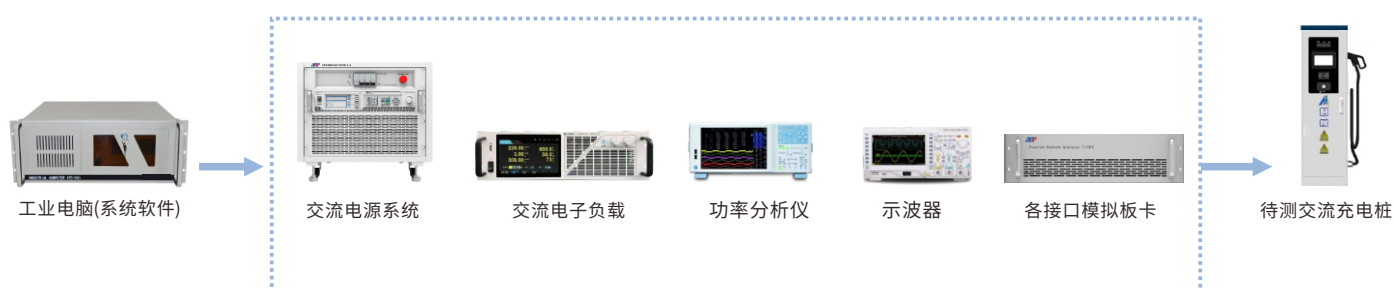 工业电脑(系统软件)
交流电源系统
交流电子负载
功率分析仪
示波器
各接口模拟板卡
待测交流充电桩